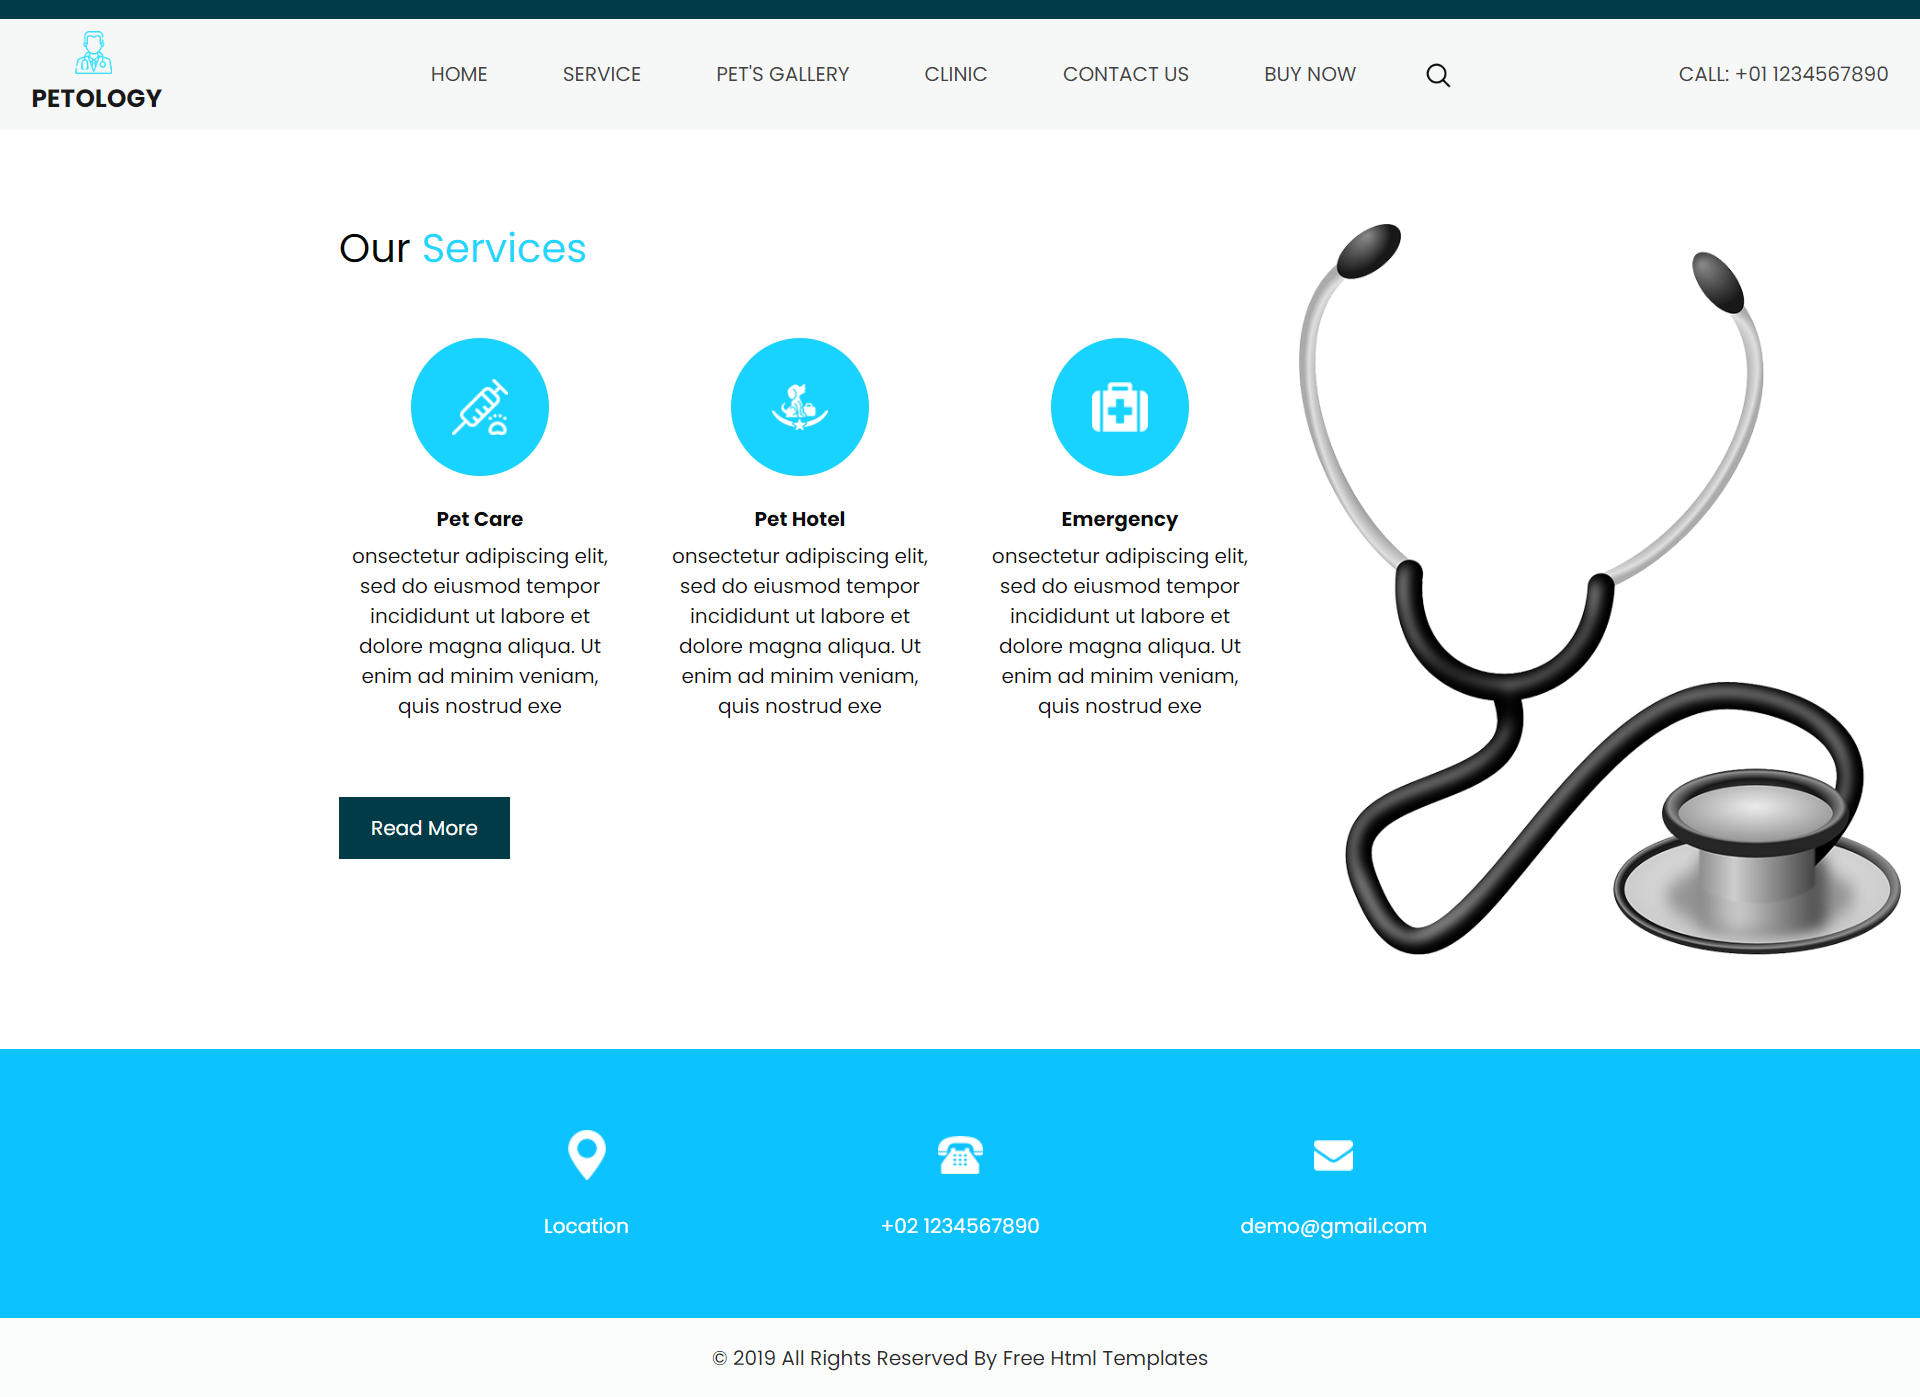 PETOLOGY
HOME SERVICE PET'S GALLERY CLINIC CONTACT US BUY NOW
CALL: +01 1234567890
Our Services
Pet Care
onsectetur adipiscing elit,
sed do eiusmod tempor
incididunt ut labore et
dolore magna aliqua. Ut
enim ad minim veniam,
quis nostrud exe
Pet Hotel
onsectetur adipiscing elit,
sed do eiusmod tempor
incididunt ut labore et
dolore magna aliqua. Ut
enim ad minim veniam,
quis nostrud exe
Emergency
onsectetur adipiscing elit,
sed do eiusmod tempor
incididunt ut labore et
dolore magna aliqua. Ut
enim ad minim veniam,
quis nostrud exe
Read More
Location
+02 1234567890
demo@gmail.com
© 2019 All Rights Reserved By Free Html Templates